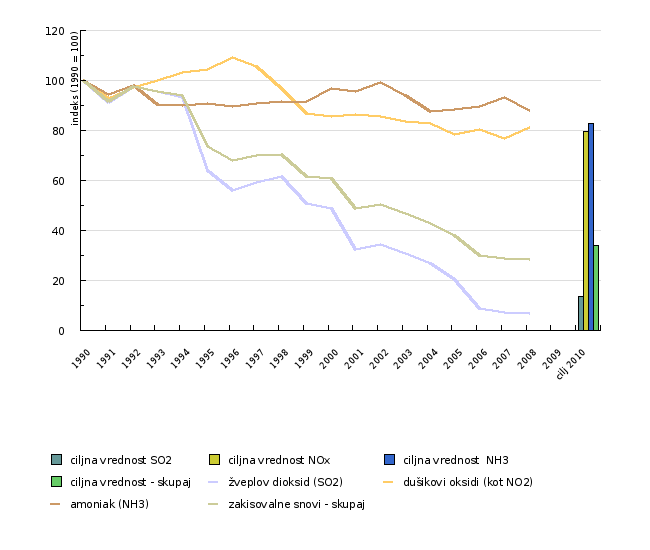 120
100
80
60
40
20
0
indeks (1990 = 100)
1990 1991 1992 1993 1994 1995 1996 1997 1998 1999 2000 2001 2002 2003 2004 2005 2006 2007 2008 2009 cilj 2010
ciljna vrednost SO2 ciljna vrednost NOx ciljna vrednost NH3
ciljna vrednost - skupaj žveplov dioksid (SO2) dušikovi oksidi (kot NO2)
amoniak (NH3) zakisovalne snovi - skupaj